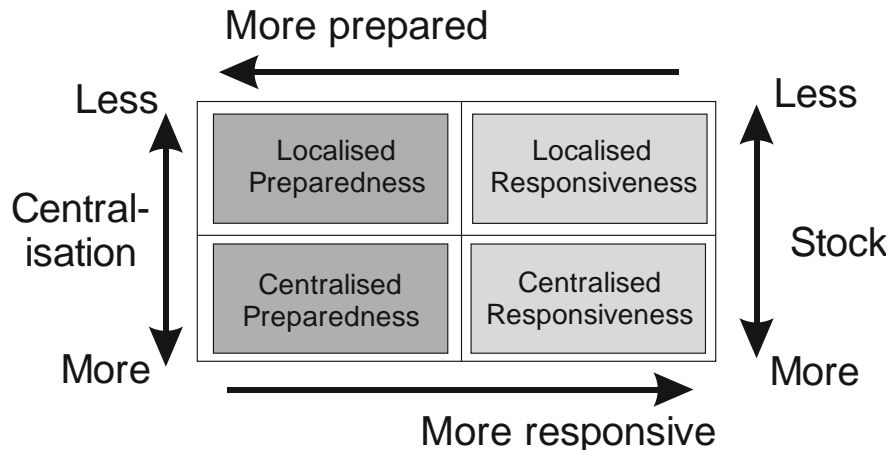 More prepared
Less
Less
Localised
Preparedness
Localised
Responsiveness
Central-
isation
Stock
Centralised
Preparedness
Centralised
Responsiveness
More
More
More responsive